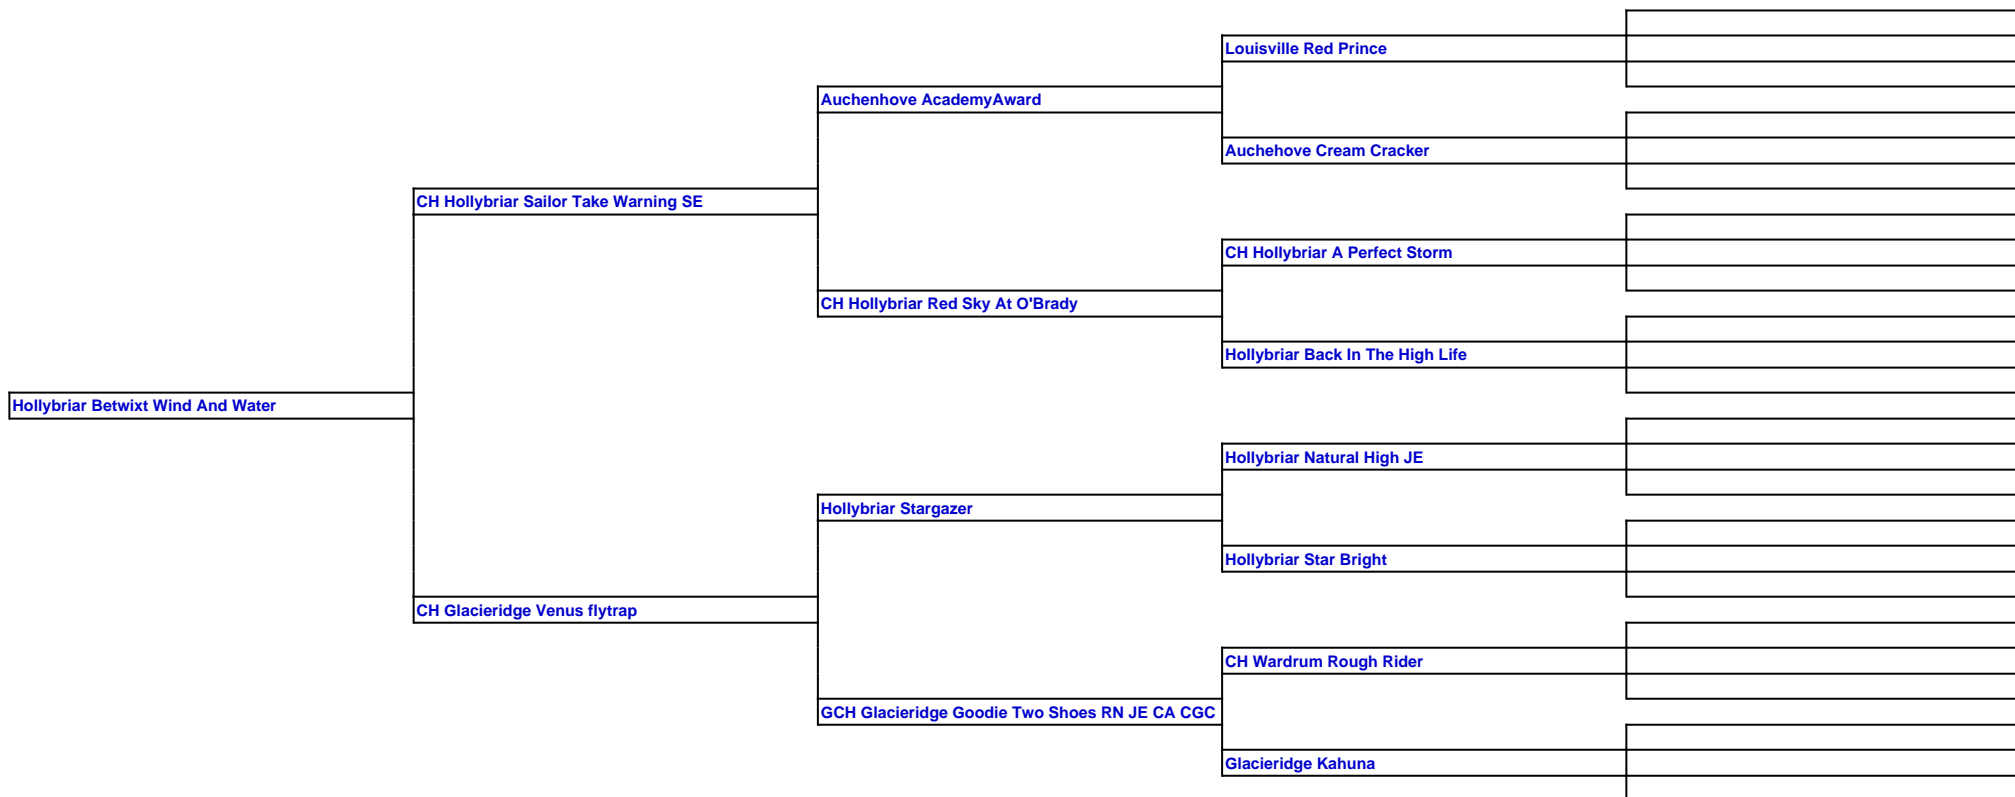 Louisville Red Prince
Auchenhove AcademyAward
Auchehove Cream Cracker
CH Hollybriar Sailor Take Warning SE
CH Hollybriar A Perfect Storm
CH Hollybriar Red Sky At O'Brady
Hollybriar Back In The High Life
Hollybriar Betwixt Wind And Water
Hollybriar Natural High JE
Hollybriar Stargazer
Hollybriar Star Bright
CH Glacieridge Venus flytrap
CH Wardrum Rough Rider
GCH Glacieridge Goodie Two Shoes RN JE CA CGC
Glacieridge Kahuna